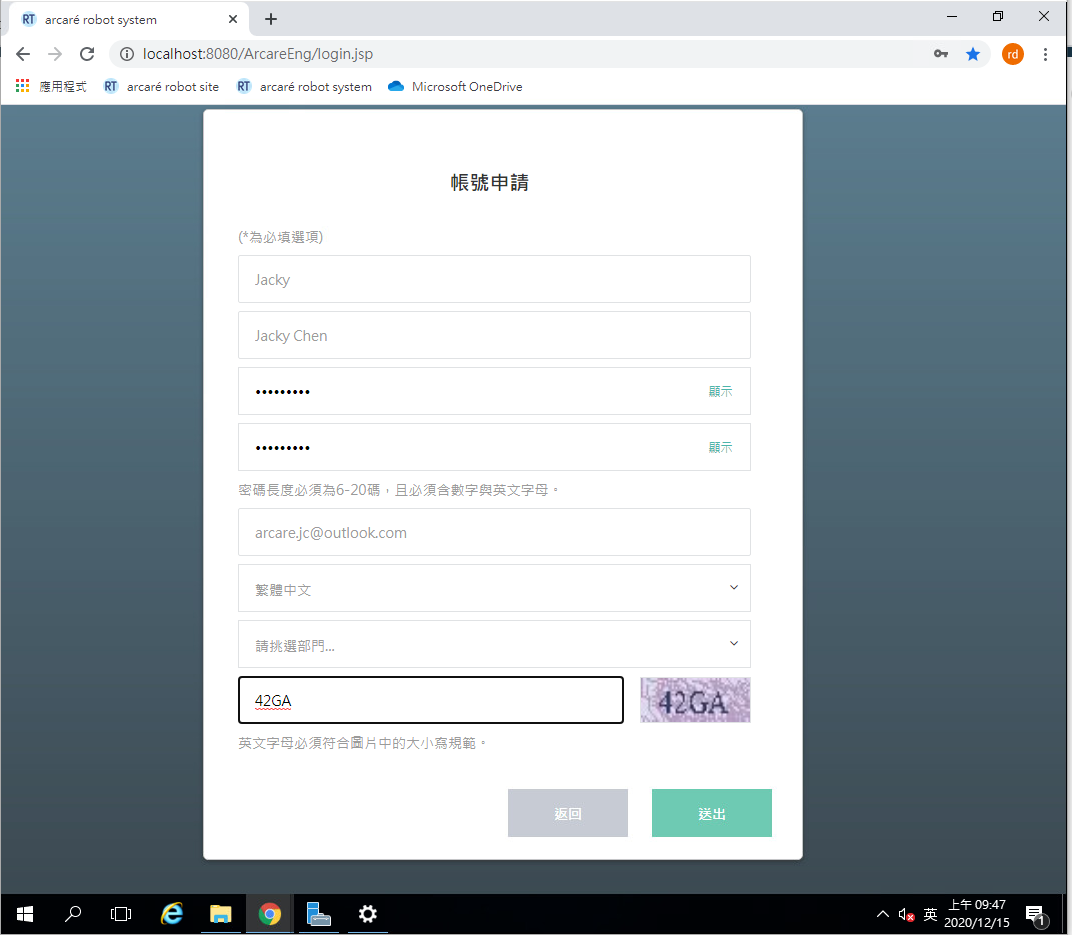 arcaré robot system
localhost:8080/ArcareEng/login.jsp
rd
應用程式 RT arcaré robot site RT arcaré robot system Microsoft OneDrive
帳號申請
(*為必填選項)
Jacky
Jacky Chen
••••••••• 顯示
••••••••• 顯示
密碼長度必須為6-20碼，且必須含數字與英文字母。
arcare.jc@outlook.com
繁體中文
請挑選部門...
42GA 42GA
英文字母必須符合圖片中的大小寫規範。
返回 送出
英 上午 09:47
2020/12/15 1